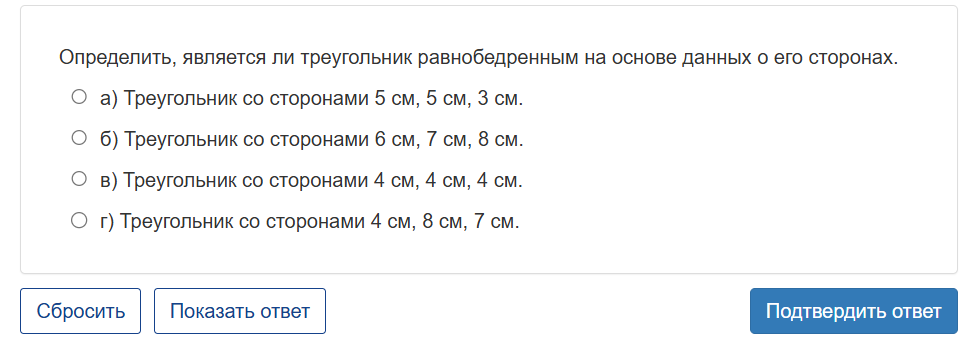 Определить, является ли треугольник равнобедренным на основе данных о его сторонах.
а) Треугольник со сторонами 5 см, 5 см, 3 см.
б) Треугольник со сторонами 6 см, 7 см, 8 см.
в) Треугольник со сторонами 4 см, 4 см, 4 см.
г) Треугольник со сторонами 4 см, 8 см, 7 см.
Сбросить
Показать ответ
Подтвердить ответ